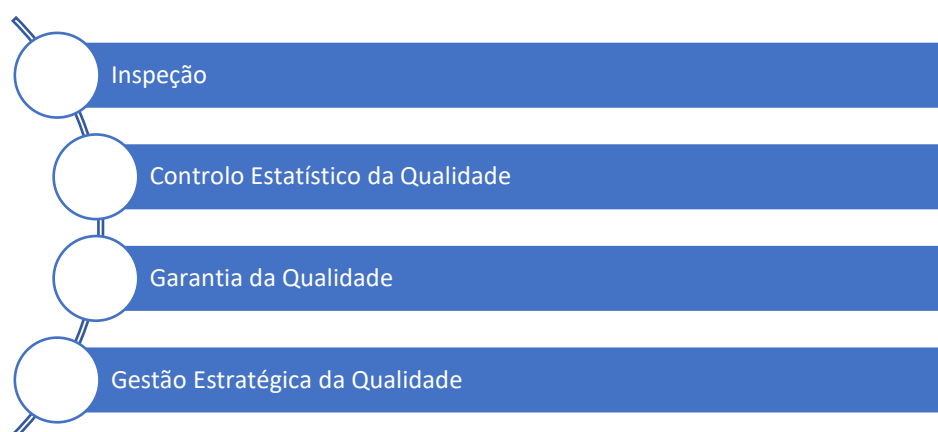 Inspeção
Controlo Estatístico da Qualidade
Garantia da Qualidade
Gestão Estratégica da Qualidade